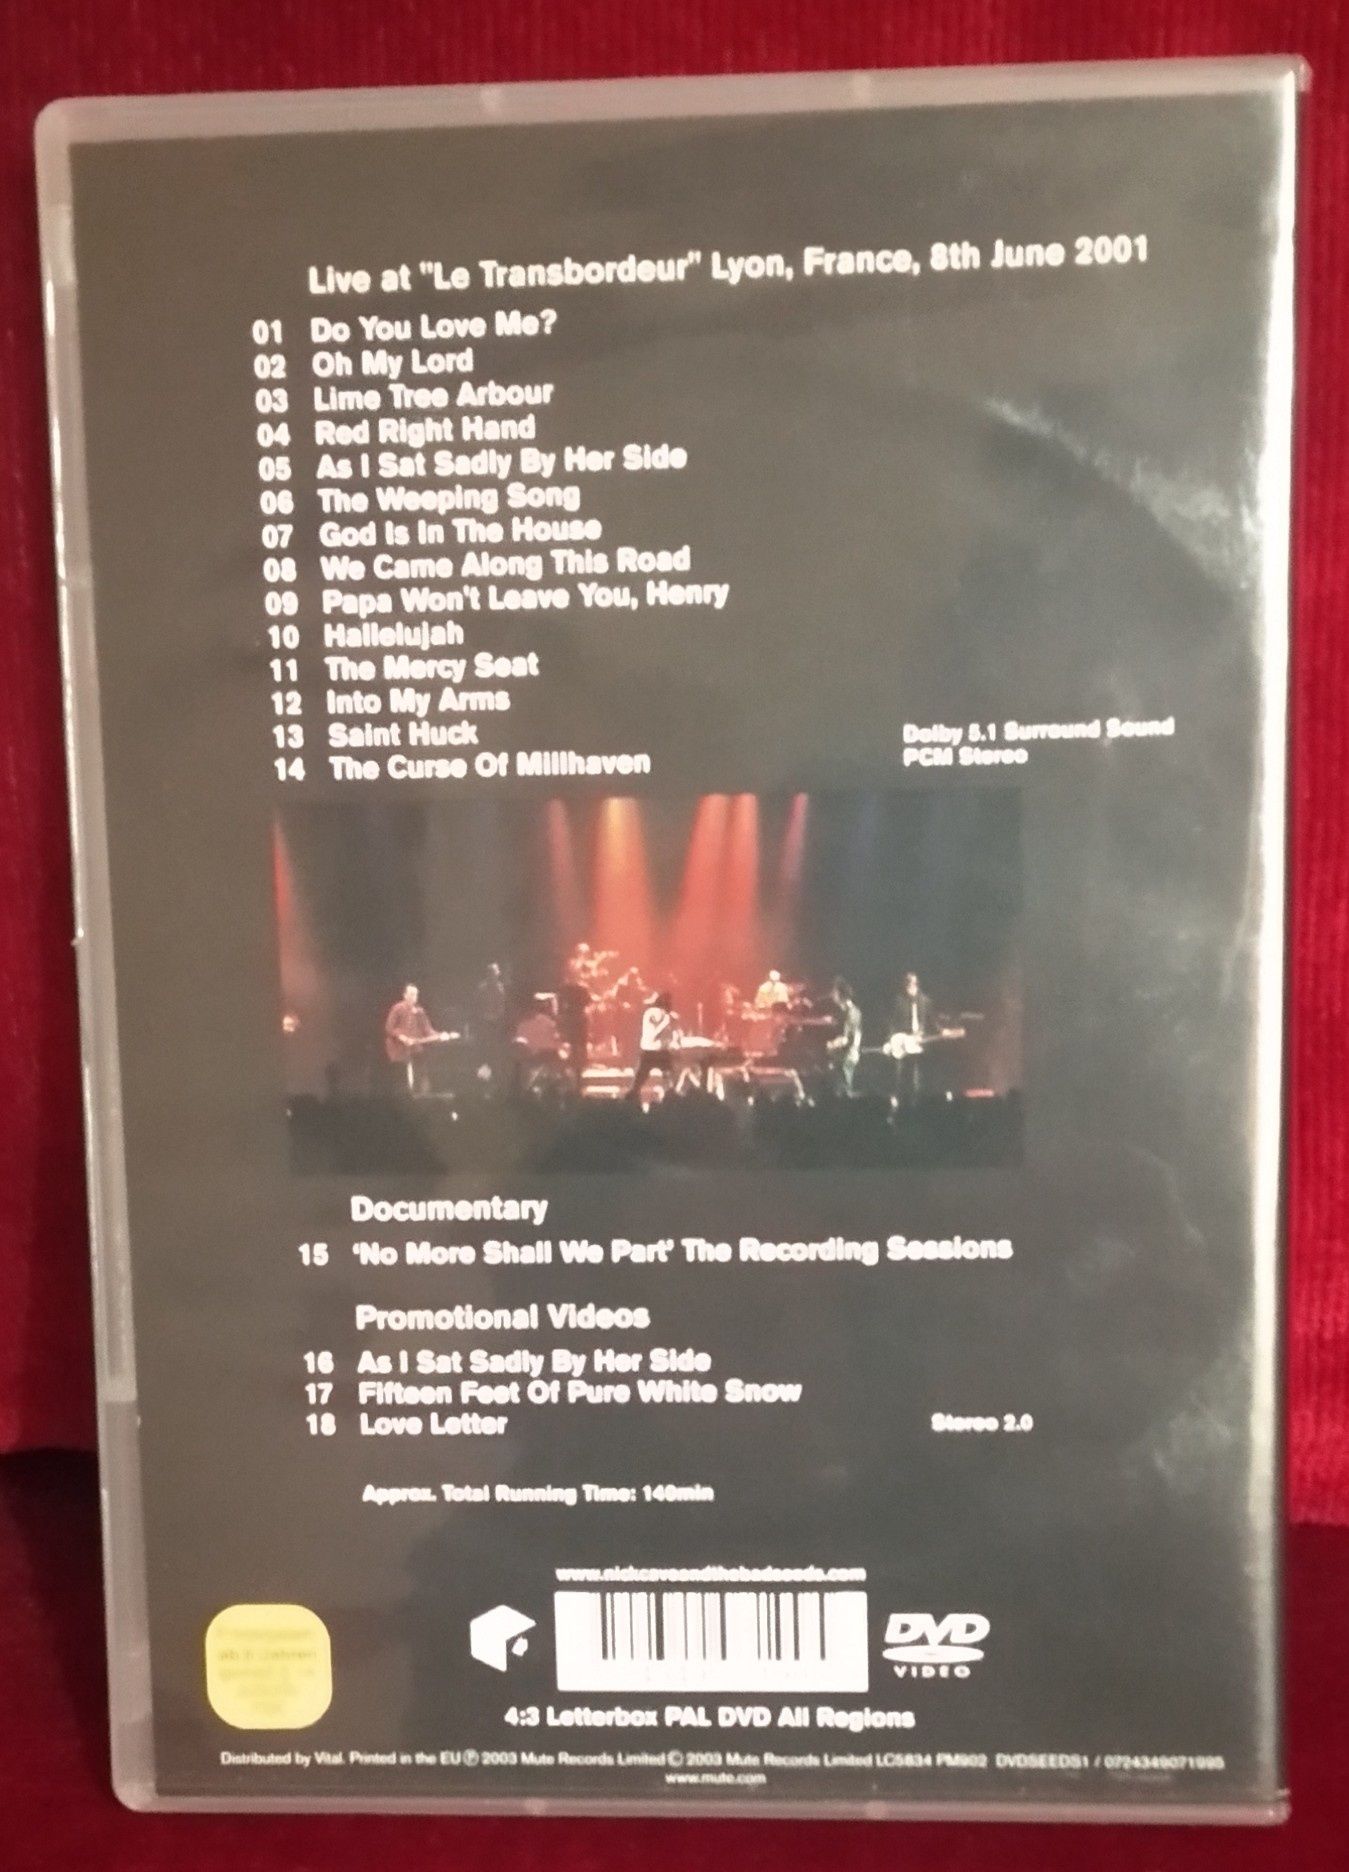 Live at "Le Transbordeur" Lyon, France, 8th June 2001
01 Do You Love Me?
02 Oh My Lord
03 Lime Tree Arbour
04 Red Right Hand
05 As I Sat Sadly By Her Side
06 The Weeping Song
07 God Is In The House
08 We Came Along This Road
09 Papa Won't Leave You, Henry
10 Hallelujah
11 The Mercy Seat
12 Into My Arms
13 Saint Huck
14 The Curse Of Millhaven
Dolby 5.1 Surround Sound
PCM Stereo
Documentary
15 'No More Shall We Part' The Recording Sessions
Promotional Videos
16 As I Sat Sadly By Her Side
17 Fifteen Feet Of Pure White Snow
18 Love Letter
Stereo 2.0
Approx. Total Running Time: 140min
www.nickcaveandthebadseeds.com
DVD
VIDEO
4:3 Letterbox PAL DVD All Regions
Distributed by Vital. Printed in the EU ℗ 2003 Mute Records Limited © 2003 Mute Records Limited LC5834 PM902 DVDSEEDS1 / 0724349071995
www.mute.com